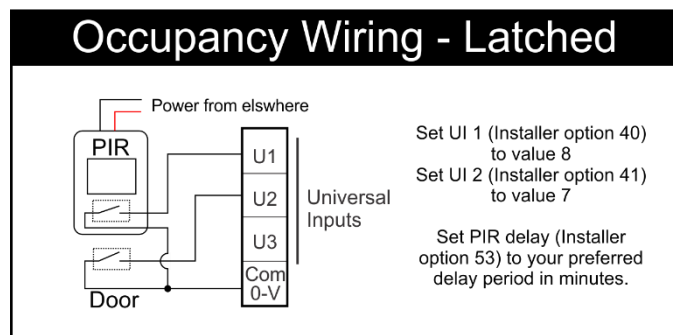 Occupancy Wiring - Latched
Power from elswhere
PIR
U1
U2
U3
Com
0-V
Universal
Inputs
Door
Set UI 1 (Installer option 40)
to value 8
Set UI 2 (Installer option 41)
to value 7
Set PIR delay (Installer
option 53) to your preferred
delay period in minutes.